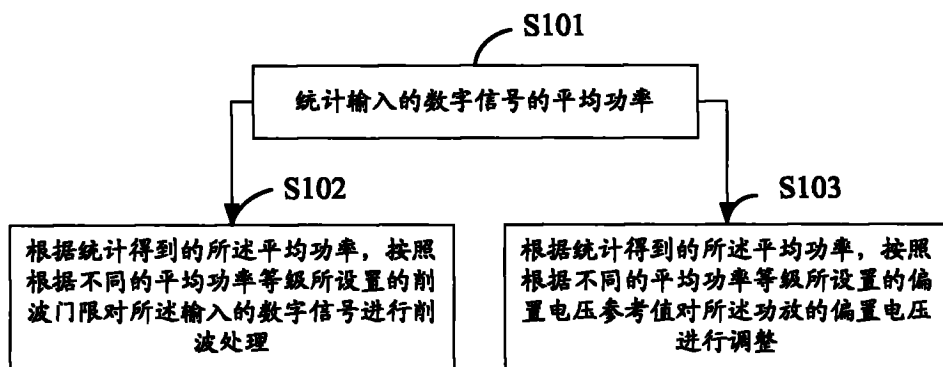 S101
统计输入的数字信号的平均功率
S102
根据统计得到的所述平均功率，按照
根据不同的平均功率等级所设置的削
波门限对所述输入的数字信号进行削
波处理
S103
根据统计得到的所述平均功率，按照
根据不同的平均功率等级所设置的偏
置电压参考值对所述功放的偏置电压
进行调整